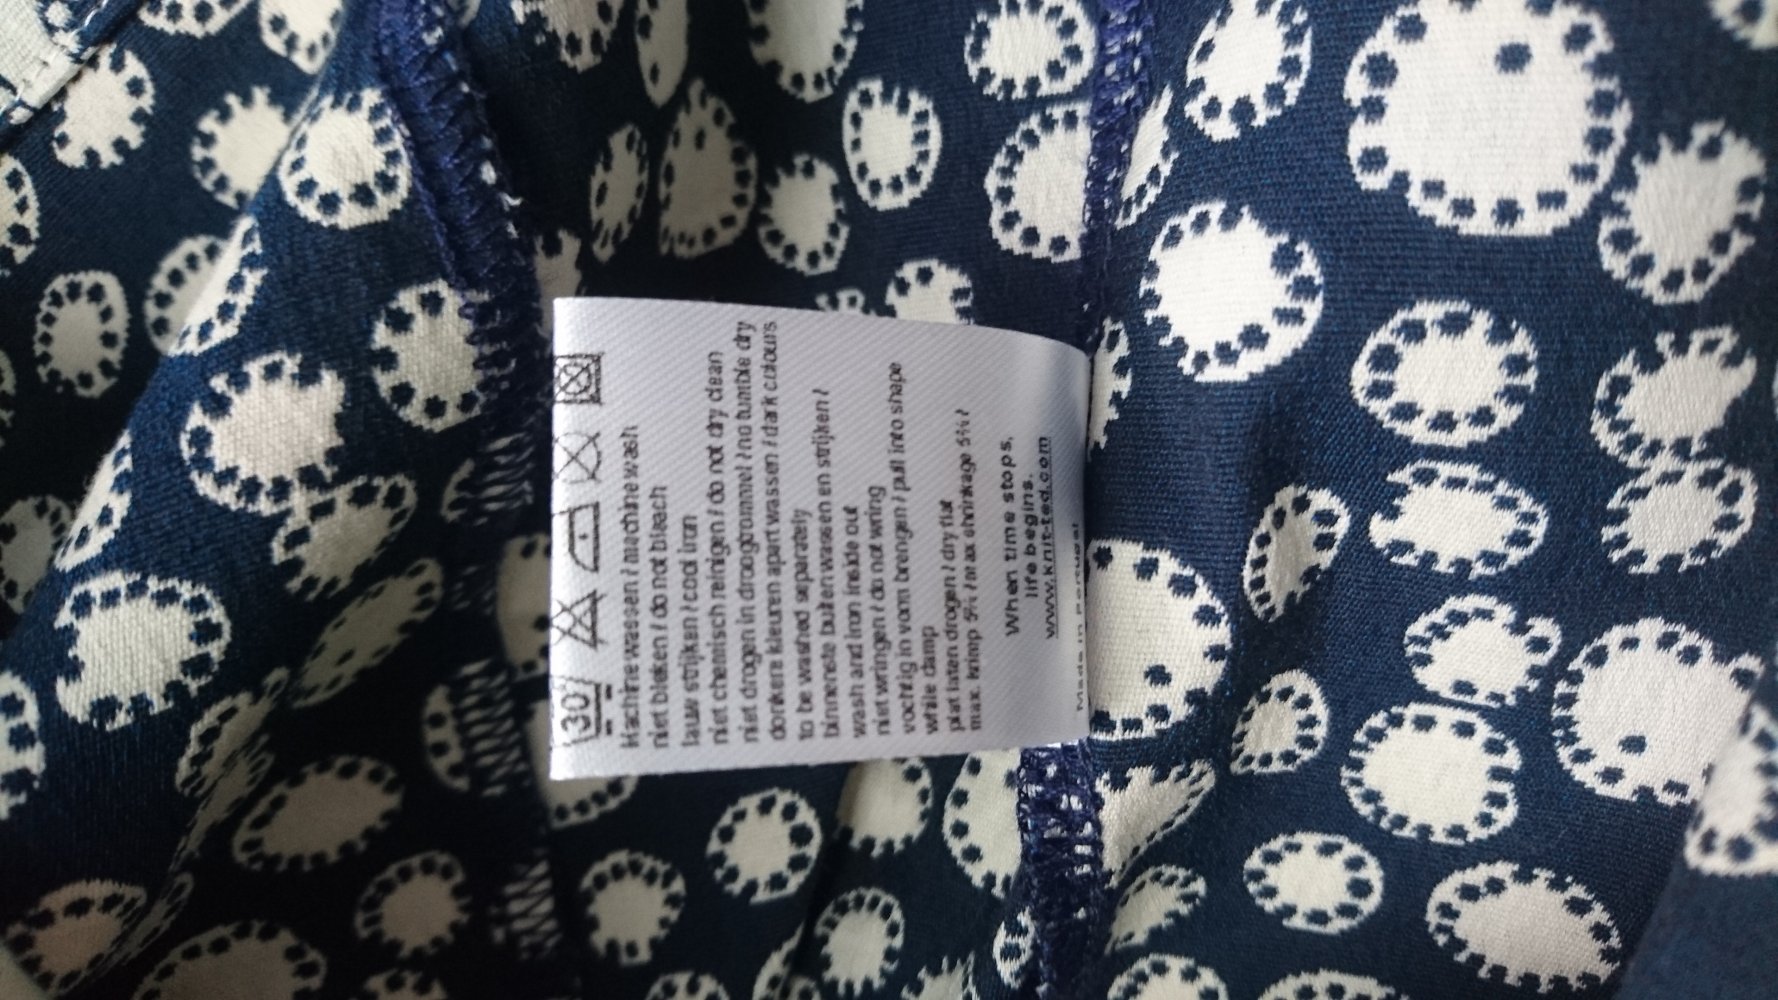 30
Machine wassen / machine wash
niet bleken / do not bleach
lauw strijken / cool iron
niet chemisch reinigen / do not dry clean
niet drogen in droogtrommel / no tumble dry
donkere kleuren apart wassen / dark colours
to be washed separately
binnenste buiten wassen en strijken /
wash and iron inside out
niet wringen / do not wring
vochtig in vorm brengen / pull into shape
while damp
plat laten drogen / dry flat
max. krimp 5% / max shrinkage 5% /
When time stops,
life begins.
www.knit-ted.com
Made in Portugal